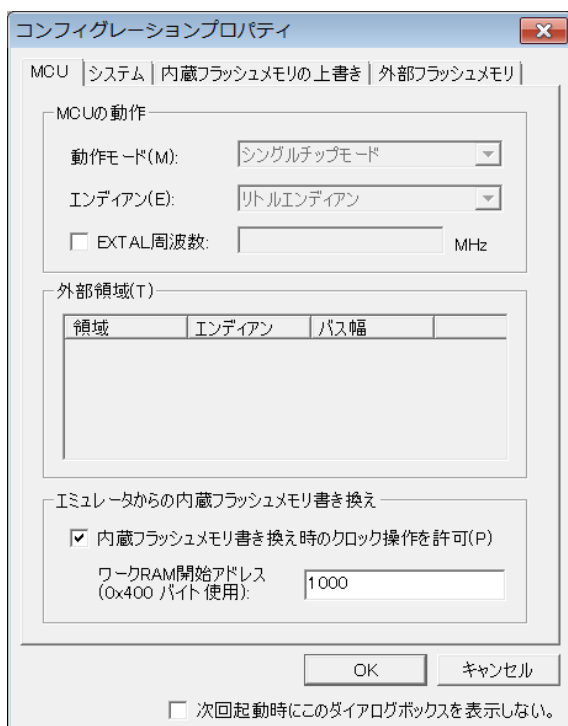 コンフィグレーションプロパティ
MCU システム 内蔵フラッシュメモリの上書き 外部フラッシュメモリ
MCUの動作
動作モード(M): シングルチップモード
エンディアン(E): リトルエンディアン
EXTAL周波数: MHz
外部領域(T)
領域 エンディアン バス幅
エミュレータからの内蔵フラッシュメモリ書き換え
内蔵フラッシュメモリ書き換え時のクロック操作を許可(P)
ワークRAM開始アドレス
(0x400 バイト使用): 1000
OK キャンセル
次回起動時にこのダイアログボックスを表示しない。